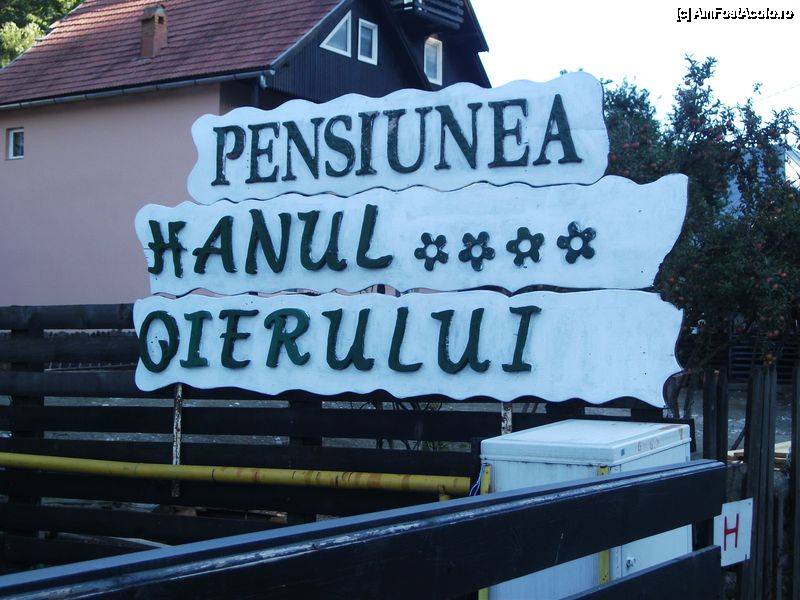 [c] AmFostAcolo.ro
PENSIUNEA
HANUL
OIERULUI
H